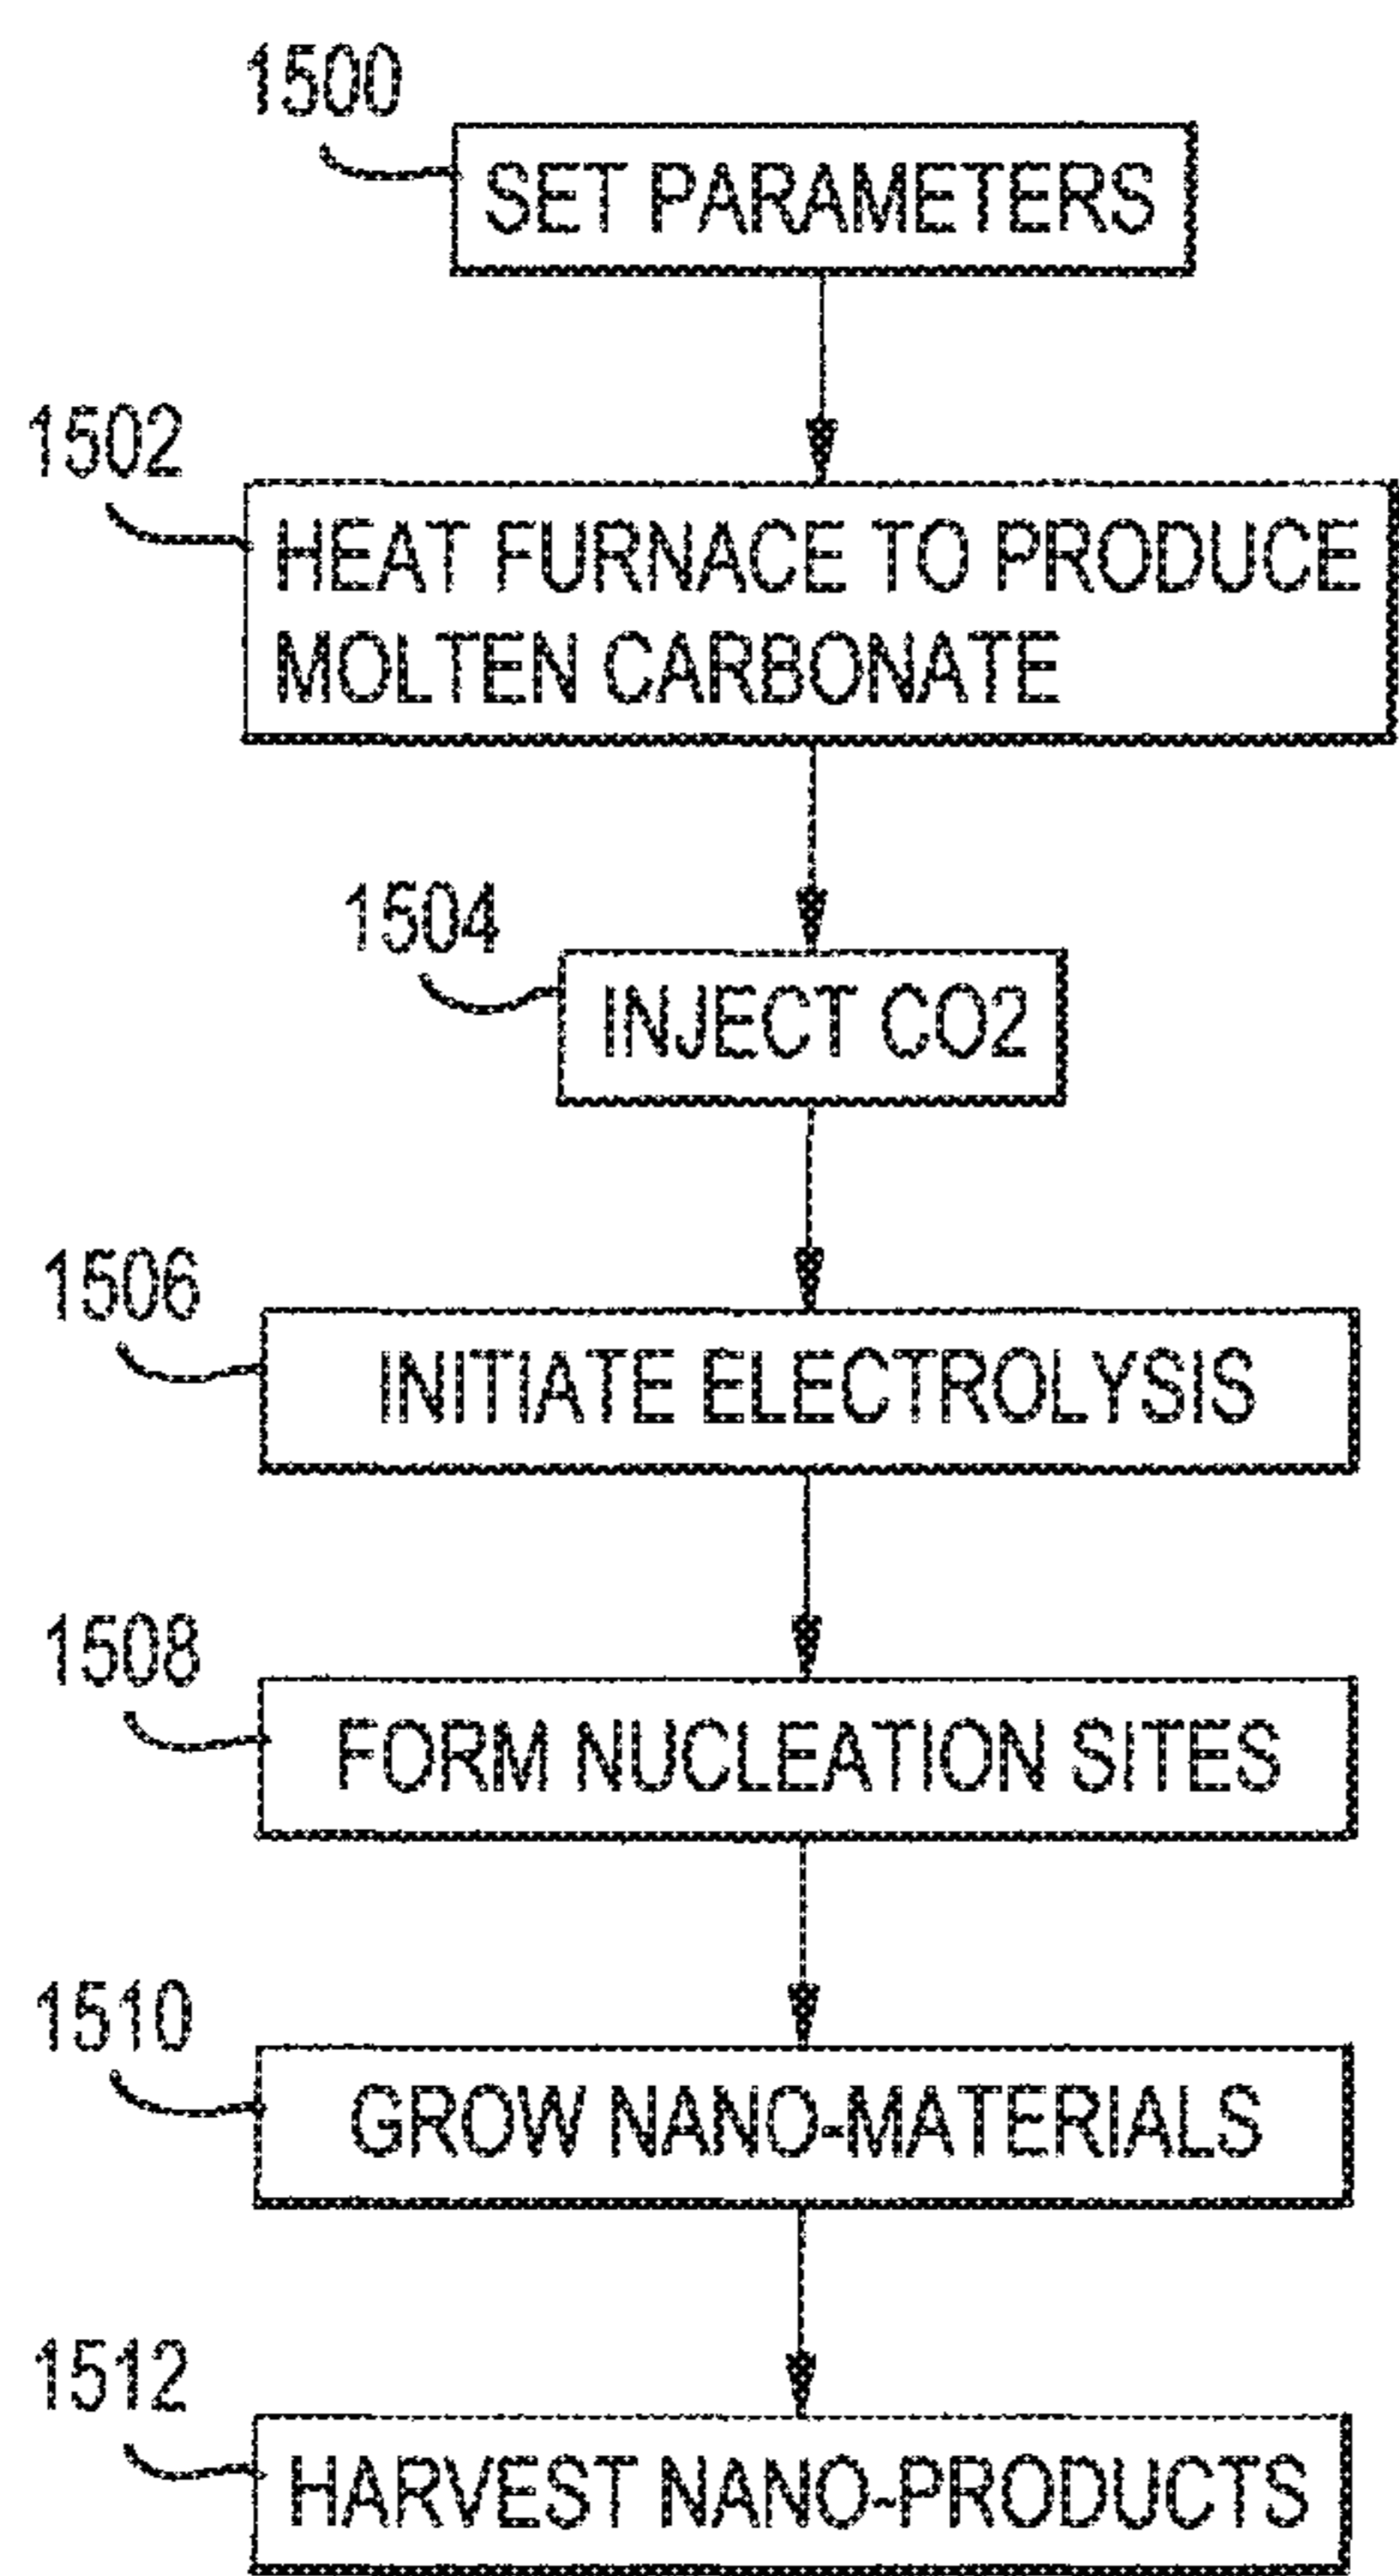 1500
SET PARAMETERS
1502
HEAT FURNACE TO PRODUCE
MOLTEN CARBONATE
1504
INJECT CO2
1506
INITIATE ELECTROLYSIS
1508
FORM NUCLEATION SITES
1510
GROW NANO-MATERIALS
1512
HARVEST NANO-PRODUCTS